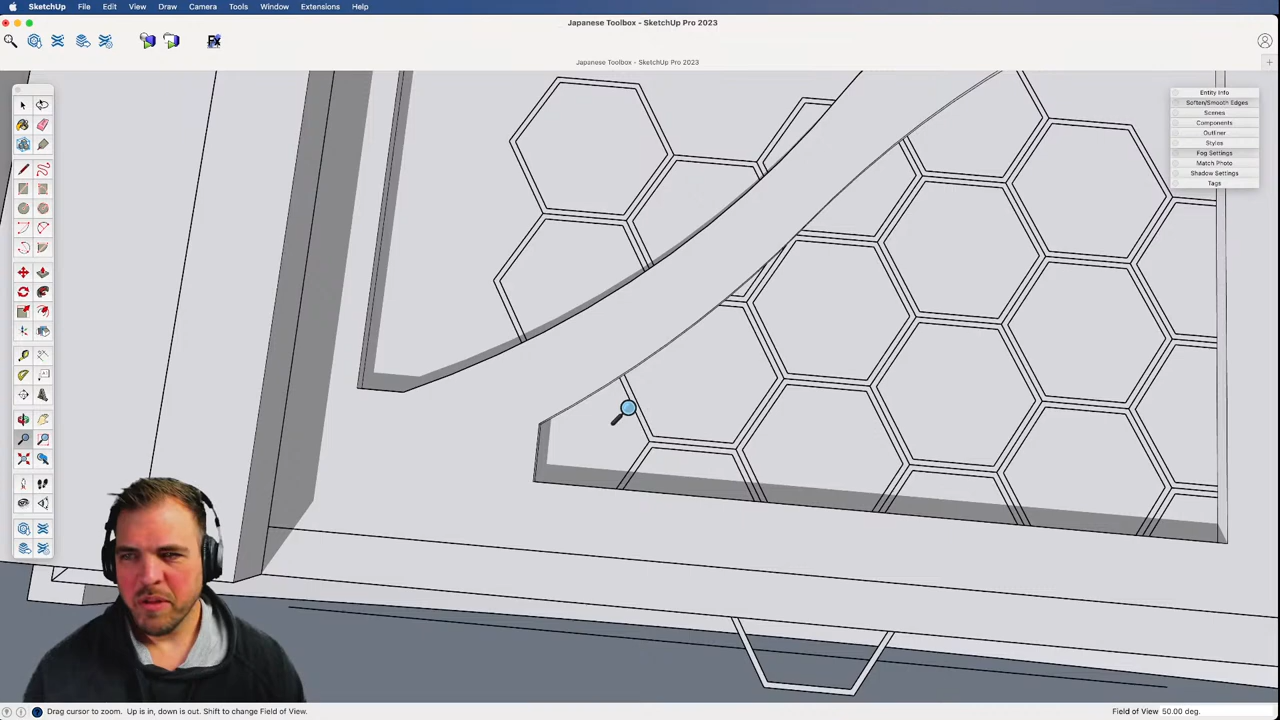 SketchUp File Edit View Draw Camera Tools Window Extensions Help
Japanese Toolbox - SketchUp Pro 2023
Japanese Toolbox - SketchUp Pro 2023
Entity Info
Soften/Smooth Edges
Scenes
Components
Outliner
Styles
Fog Settings
Match Photo
Shadow Settings
Tags
Drag cursor to zoom. Up is in, down is out. Shift to change Field of View.
Field of View 50.00 deg.